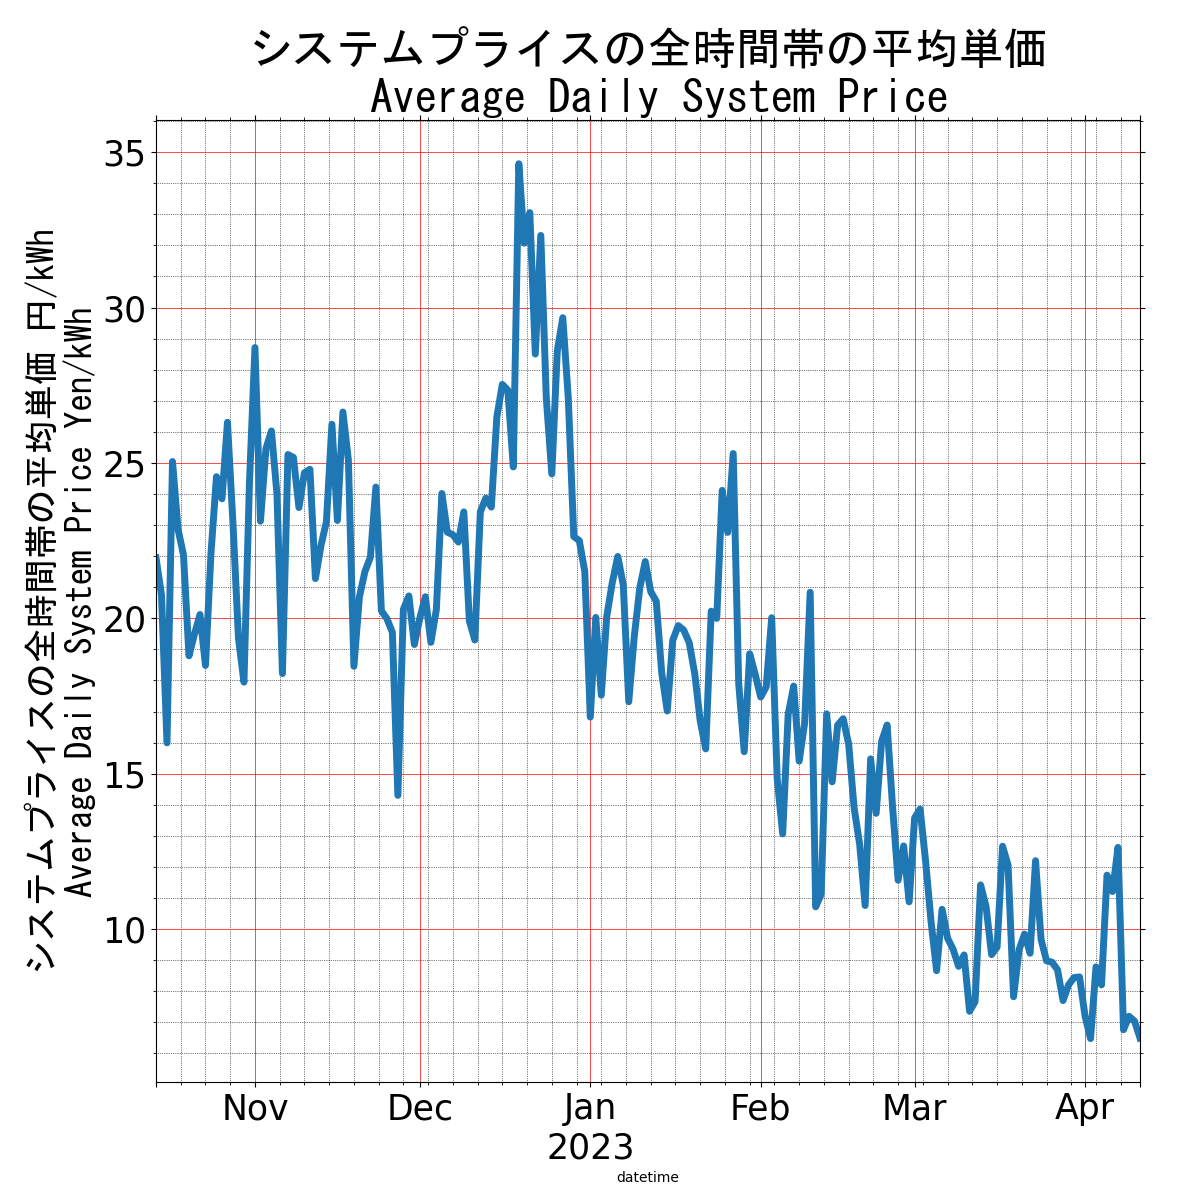 システムプライスの全時間帯の平均単価
Average Daily System Price
システムプライスの全時間帯の平均単価 円/kWh
Average Daily System Price Yen/kWh
35
30
25
20
15
10
Nov
Dec
Jan
2023
Feb
Mar
Apr
datetime